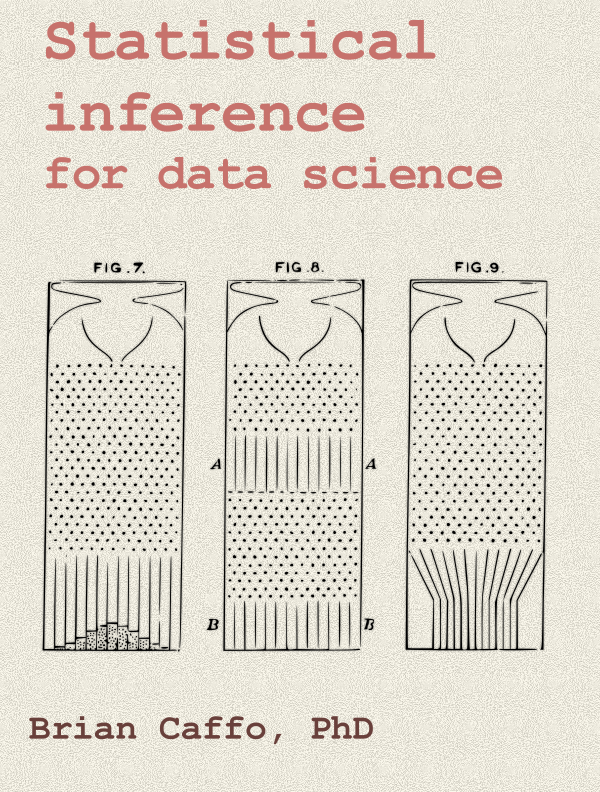 Statistical
inference
for data science
FIG.7. FIG.8. FIG.9.
A A
B B
Brian Caffo, PhD